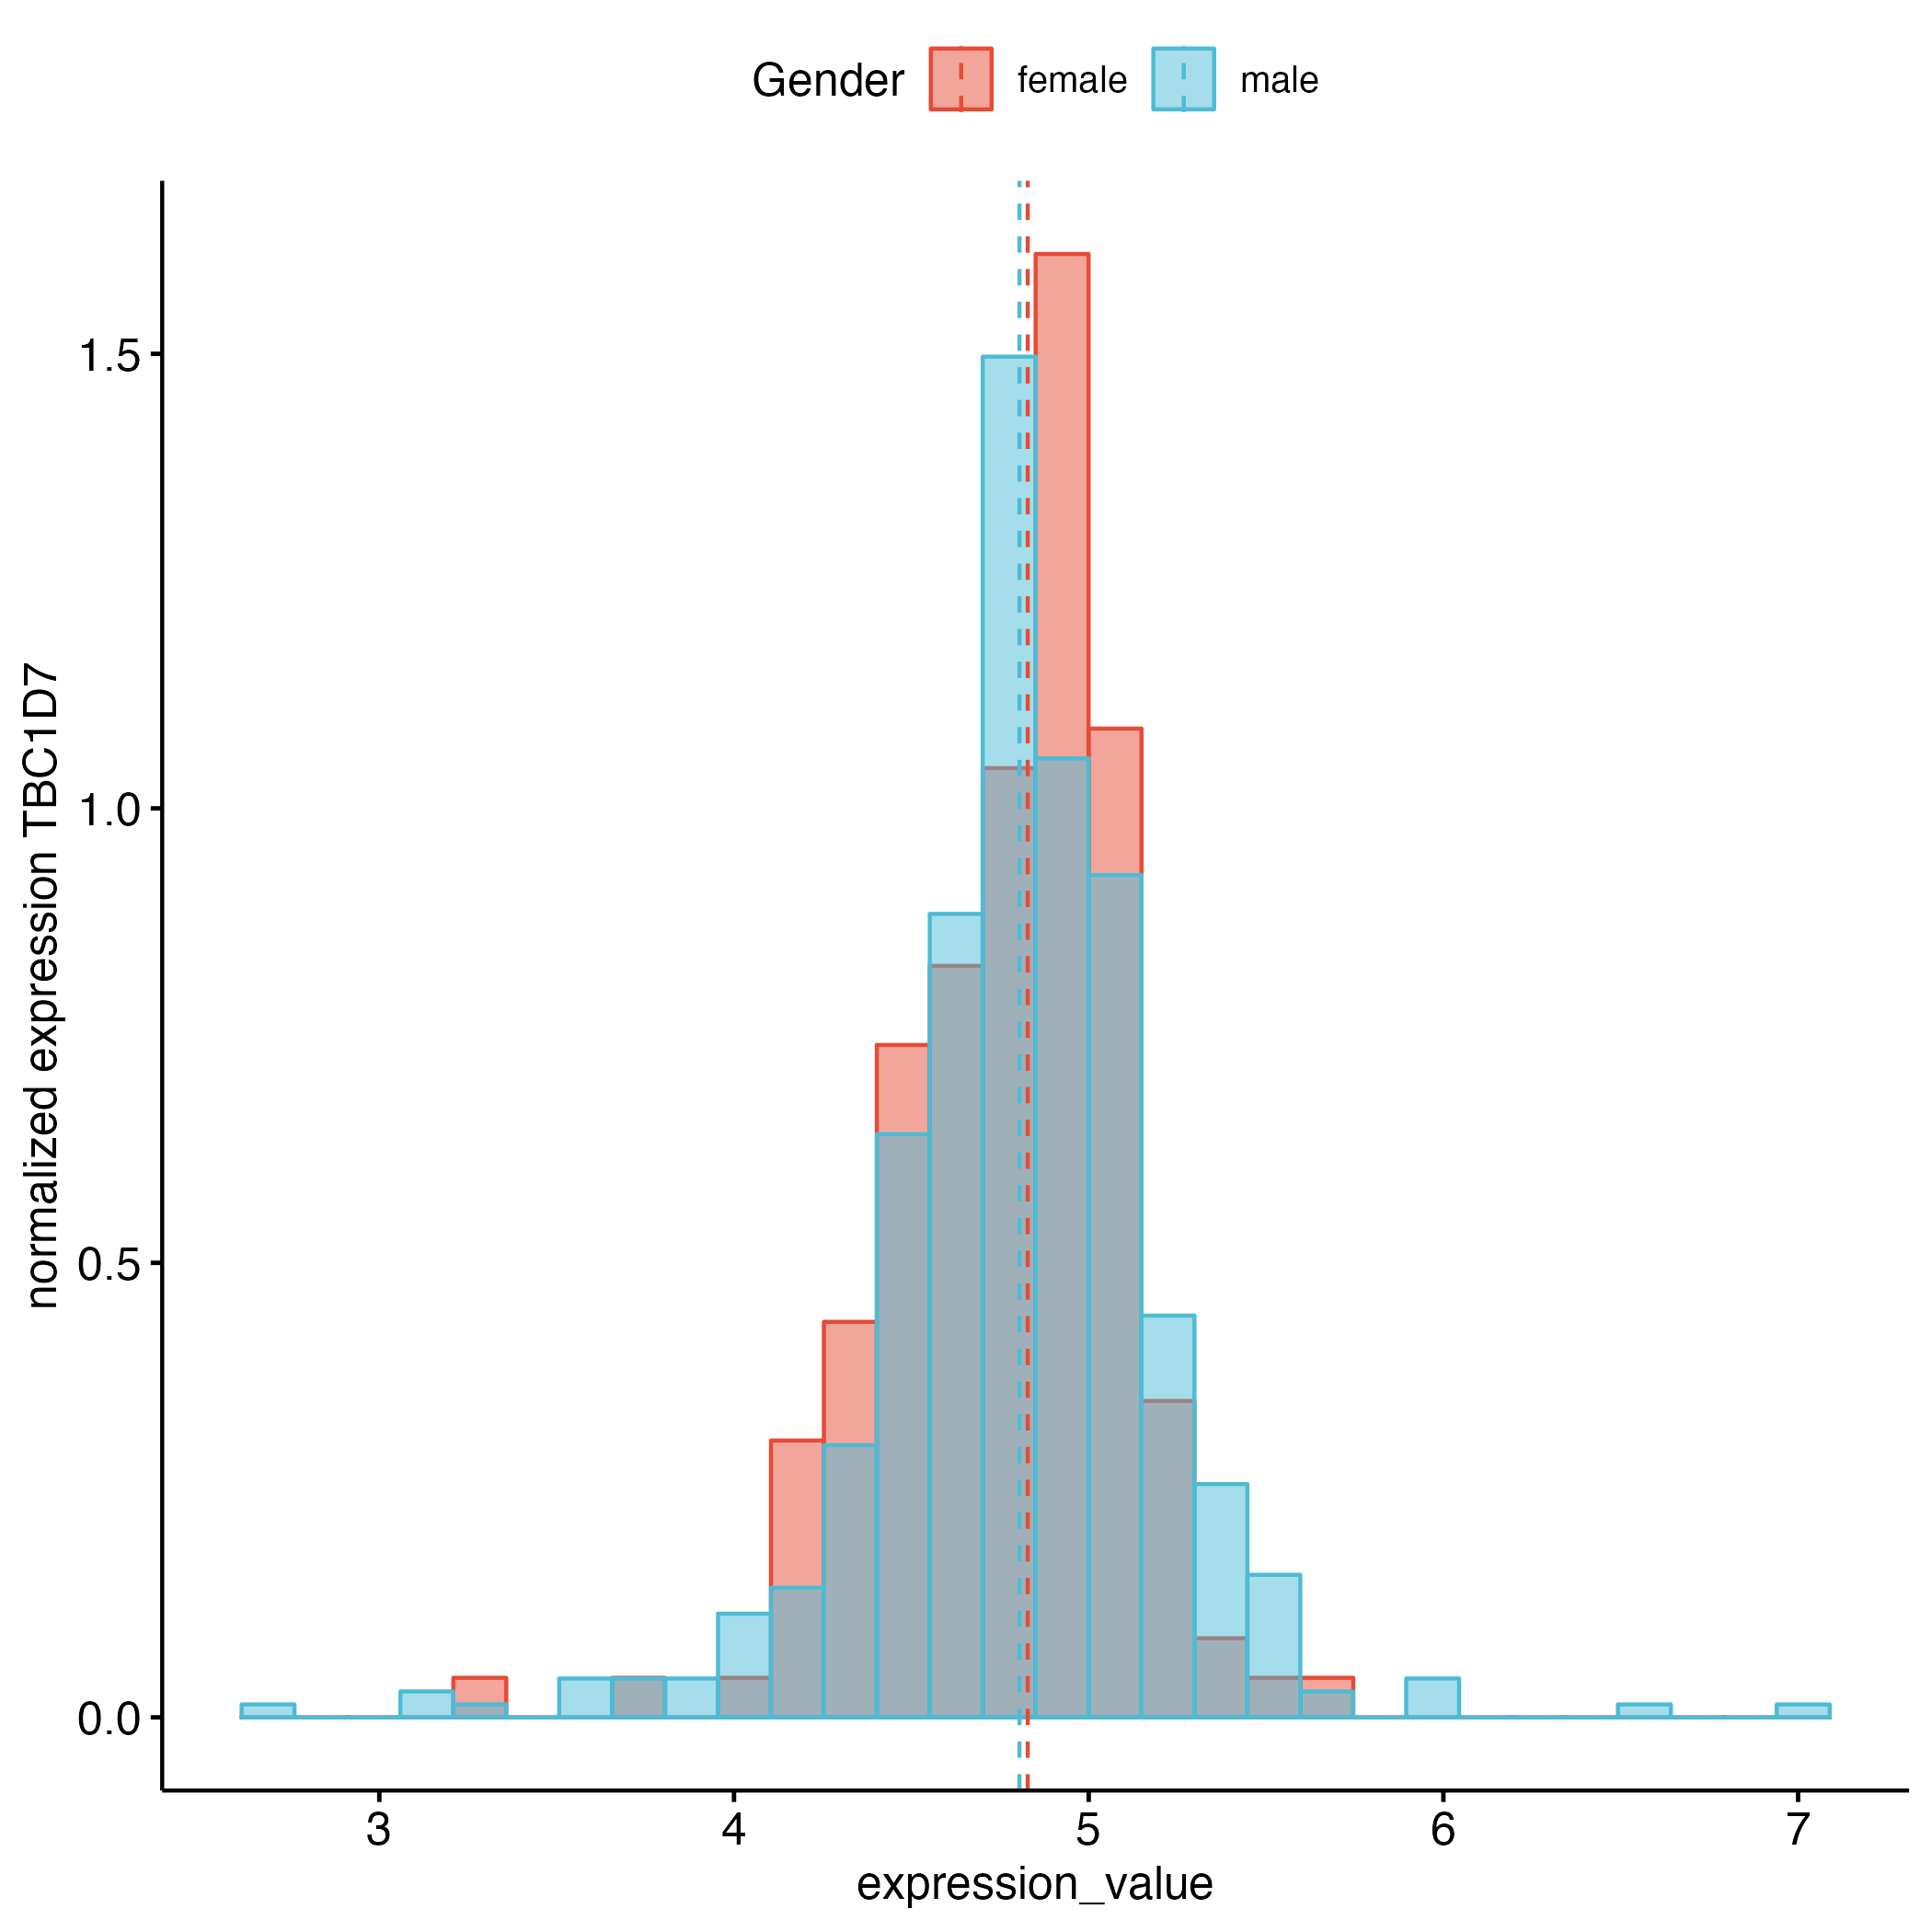 Gender female male
normalized expression TBC1D7
1.5
1.0
0.5
0.0
3 4 5 6 7
expression_value